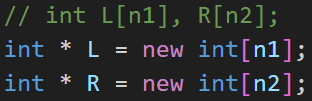 // int L[n1], R[n2];
int * L = new int[n1];
int * R = new int[n2];